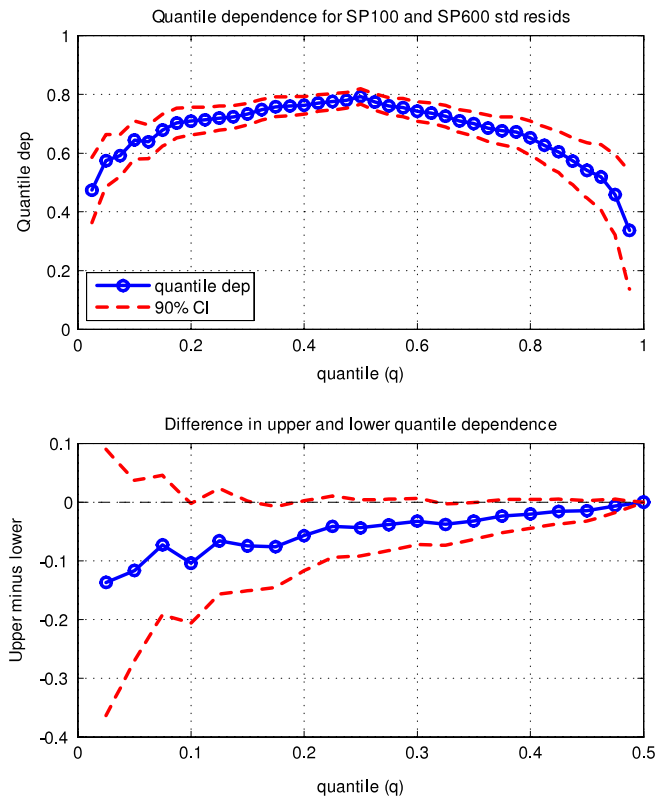 Quantile dependence for SP100 and SP600 std resids
1
0.8
0.6
0.4
0.2
0
Quantile dep
quantile dep
90% CI
0 0.2 0.4 0.6 0.8 1
quantile (q)
Difference in upper and lower quantile dependence
0.1
0
-0.1
-0.2
-0.3
-0.4
Upper minus lower
0 0.1 0.2 0.3 0.4 0.5
quantile (q)